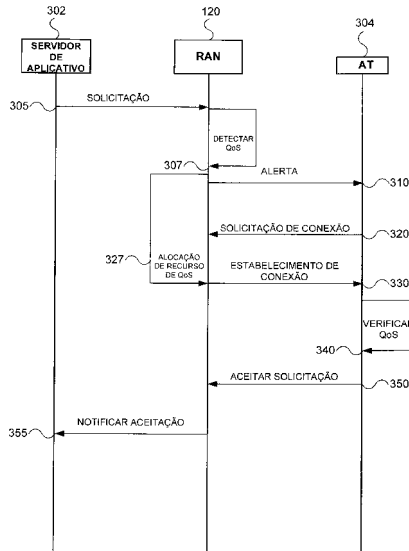 302
120
304
SERVIDOR
DE
APLICATIVO
RAN
AT
305
SOLICITAÇÃO
DETECTAR
QoS
307
ALERTA
310
SOLICITAÇÃO DE CONEXÃO
320
327
ALOCAÇÃO
DE RECURSO
DE QoS
ESTABELECIMENTO DE
CONEXÃO
330
VERIFICAR
QoS
340
ACEITAR SOLICITAÇÃO
350
NOTIFICAR ACEITAÇÃO
355